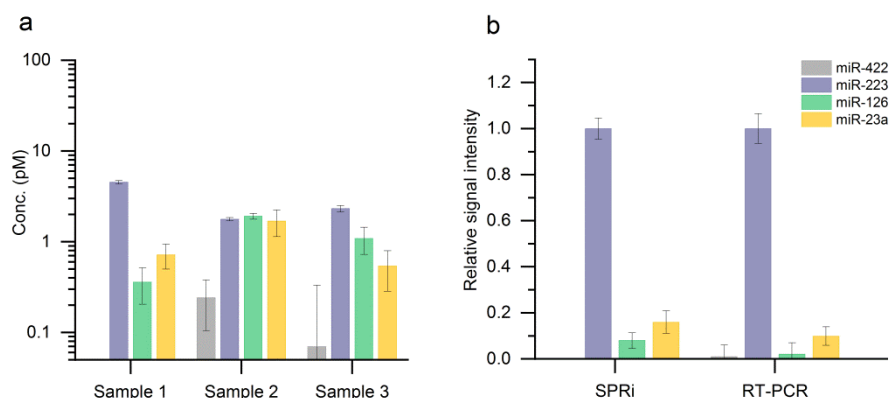 a
100
10
1
0.1
Conc. (pM)
Sample 1 Sample 2 Sample 3
b
1.2
1.0
0.8
0.6
0.4
0.2
0.0
Relative signal intensity
SPRi RT-PCR
miR-422
miR-223
miR-126
miR-23a